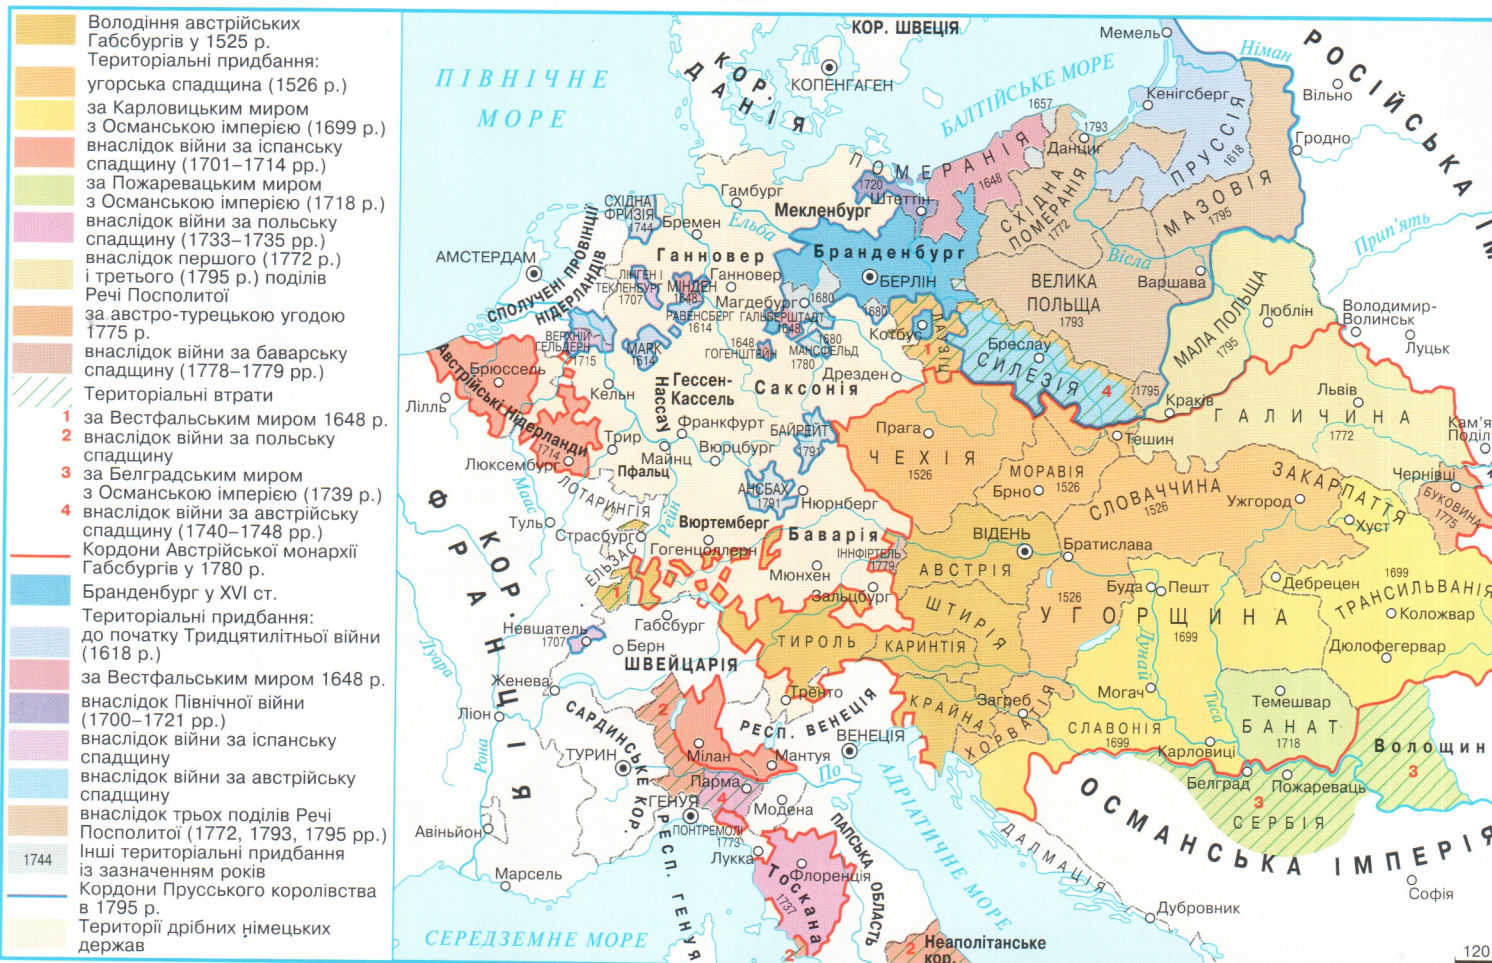 Володіння австрійських
Габсбургів у 1525 р.
Територіальні придбання:
угорська спадщина (1526 р.)
за Карловицьким миром
з Османською імперією (1699 р.)
внаслідок війни за іспанську
спадщину (1701–1714 рр.)
за Пожаревацьким миром
з Османською імперією (1718 р.)
внаслідок війни за польську
спадщину (1733–1735 рр.)
внаслідок першого (1772 р.)
і третього (1795 р.) поділів
Речі Посполитої
за австро-турецькою угодою
1775 р.
внаслідок війни за баварську
спадщину (1778–1779 рр.)
Територіальні втрати
1 за Вестфальським миром 1648 р.
2 внаслідок війни за польську
спадщину
3 за Белградським миром
з Османською імперією (1739 р.)
4 внаслідок війни за австрійську
спадщину (1740–1748 рр.)
Кордони Австрійської монархії
Габсбургів у 1780 р.
Бранденбург у XVI ст.
Територіальні придбання:
до початку Тридцятилітньої війни
(1618 р.)
за Вестфальським миром 1648 р.
внаслідок Північної війни
(1700–1721 рр.)
внаслідок війни за іспанську
спадщину
внаслідок війни за австрійську
спадщину
внаслідок трьох поділів Речі
Посполитої (1772, 1793, 1795 рр.)
1744 Інші територіальні придбання
із зазначенням років
Кордони Прусського королівства
в 1795 р.
Території дрібних німецьких
держав
ПІВНІЧНЕ
МОРЕ
КОР.
ДАНІЯ
КОР. ШВЕЦІЯ
КОПЕНГАГЕН
БАЛТІЙСЬКЕ МОРЕ
Мемель
Німан
РОСІЙСЬКА І
Вільно
Гродно
Кенігсберг
ПРУССІЯ
1618
1657
1793
Данциг
ПОМЕРАНІЯ
1648
1720
Штеттін
СХІДНА
ПОМЕРАНІЯ
1772
МАЗОВІЯ
1795
Прип'ять
Вісла
Варшава
ВЕЛИКА
ПОЛЬЩА
1793
МАЛА ПОЛЬЩА
1795
Люблін
Володимир-
Волинськ
Луцьк
Гамбург
Мекленбург
СХІДНА
ФРИЗІЯ
1744
Бремен
Ельба
Ганновер
Ганновер
Бранденбург
БЕРЛІН
АМСТЕРДАМ
СПОЛУЧЕНІ ПРОВІНЦІЇ
НІДЕРЛАНДІВ
ЛІНГЕН І
ТЕКЛЕНБУРГ
1707
МІНДЕН
1648
РАВЕНСБЕРГ
1614
Магдебург
1680
ГАЛЬБЕРШТАДТ
1648
1680
1680
МАНСФЕЛЬД
1780
1648
ГОГЕНШТЕЙН
ВЕРХНІЙ
ГЕЛЬДЕРН
1715
МАРК
1614
Котбус
ЛАУЗІЦ
1
Бреслау
СИЛЕЗІЯ
4
1795
Краків
Дрезден
Саксонія
Гессен-
Кассель
Нассау
Кельн
Австрійські Нідерланди
1714
Брюссель
Лілль
Люксембург
Трир
Пфальц
Майнц
Франкфурт
Вюрцбург
БАЙРЕЙТ
1791
АНСБАХ
1791
Нюрнберг
Прага
ЧЕХІЯ
1526
МОРАВІЯ
1526
Брно
Тешин
ГАЛИЧИНА
1772
Львів
Кам'я
Поділ
Чернівці
БУКОВИНА
1775
СЛОВАЧЧИНА
1526
Ужгород
ЗАКАРПАТТЯ
Хуст
ФРАНЦІЯ
КОР.
Маас
ЛОТАРИНГІЯ
Туль
Страсбург
Рейн
ЕЛЬЗАС
1
Вюртемберг
Гогенцоллерн
Баварія
ІННФІРТЕЛЬ
1779
Мюнхен
Зальцбург
ВІДЕНЬ
АВСТРІЯ
Братислава
Буда
Пешт
1526
УГОРЩИНА
1699
Дебрецен
1699
ТРАНСИЛЬВАНІЯ
Коложвар
Дюлофегервар
Дунай
Тиса
ШТИРІЯ
ТИРОЛЬ
КАРИНТІЯ
Невшатель
1707
Габсбург
Берн
ШВЕЙЦАРІЯ
Женева
Луара
Ліон
Рона
Авіньйон
Марсель
САРДИНСЬКЕ КОР.
ТУРИН
2
Мілан
Тренто
РЕСП. ВЕНЕЦІЯ
ВЕНЕЦІЯ
Мантуя
По
Парма
4
Модена
ГЕНУЯ
РЕСП. ГЕНУЯ
ПОНТРЕМОЛІ
1773
Лукка
Флоренція
Тоскана
1737
2
ПАПСЬКА
ОБЛАСТЬ
АДРІАТИЧНЕ МОРЕ
СЕРЕДЗЕМНЕ МОРЕ
2
Неаполітанське
кор.
КРАЙНА
Загреб
ХОРВАТІЯ
СЛАВОНІЯ
1699
Могач
Карловиці
Темешвар
БАНАТ
1718
Белград
Пожареваць
3
СЕРБІЯ
Волощин
3
ДАЛМАЦІЯ
Дубровник
ОСМАНСЬКА ІМПЕРІЯ
Софія
120